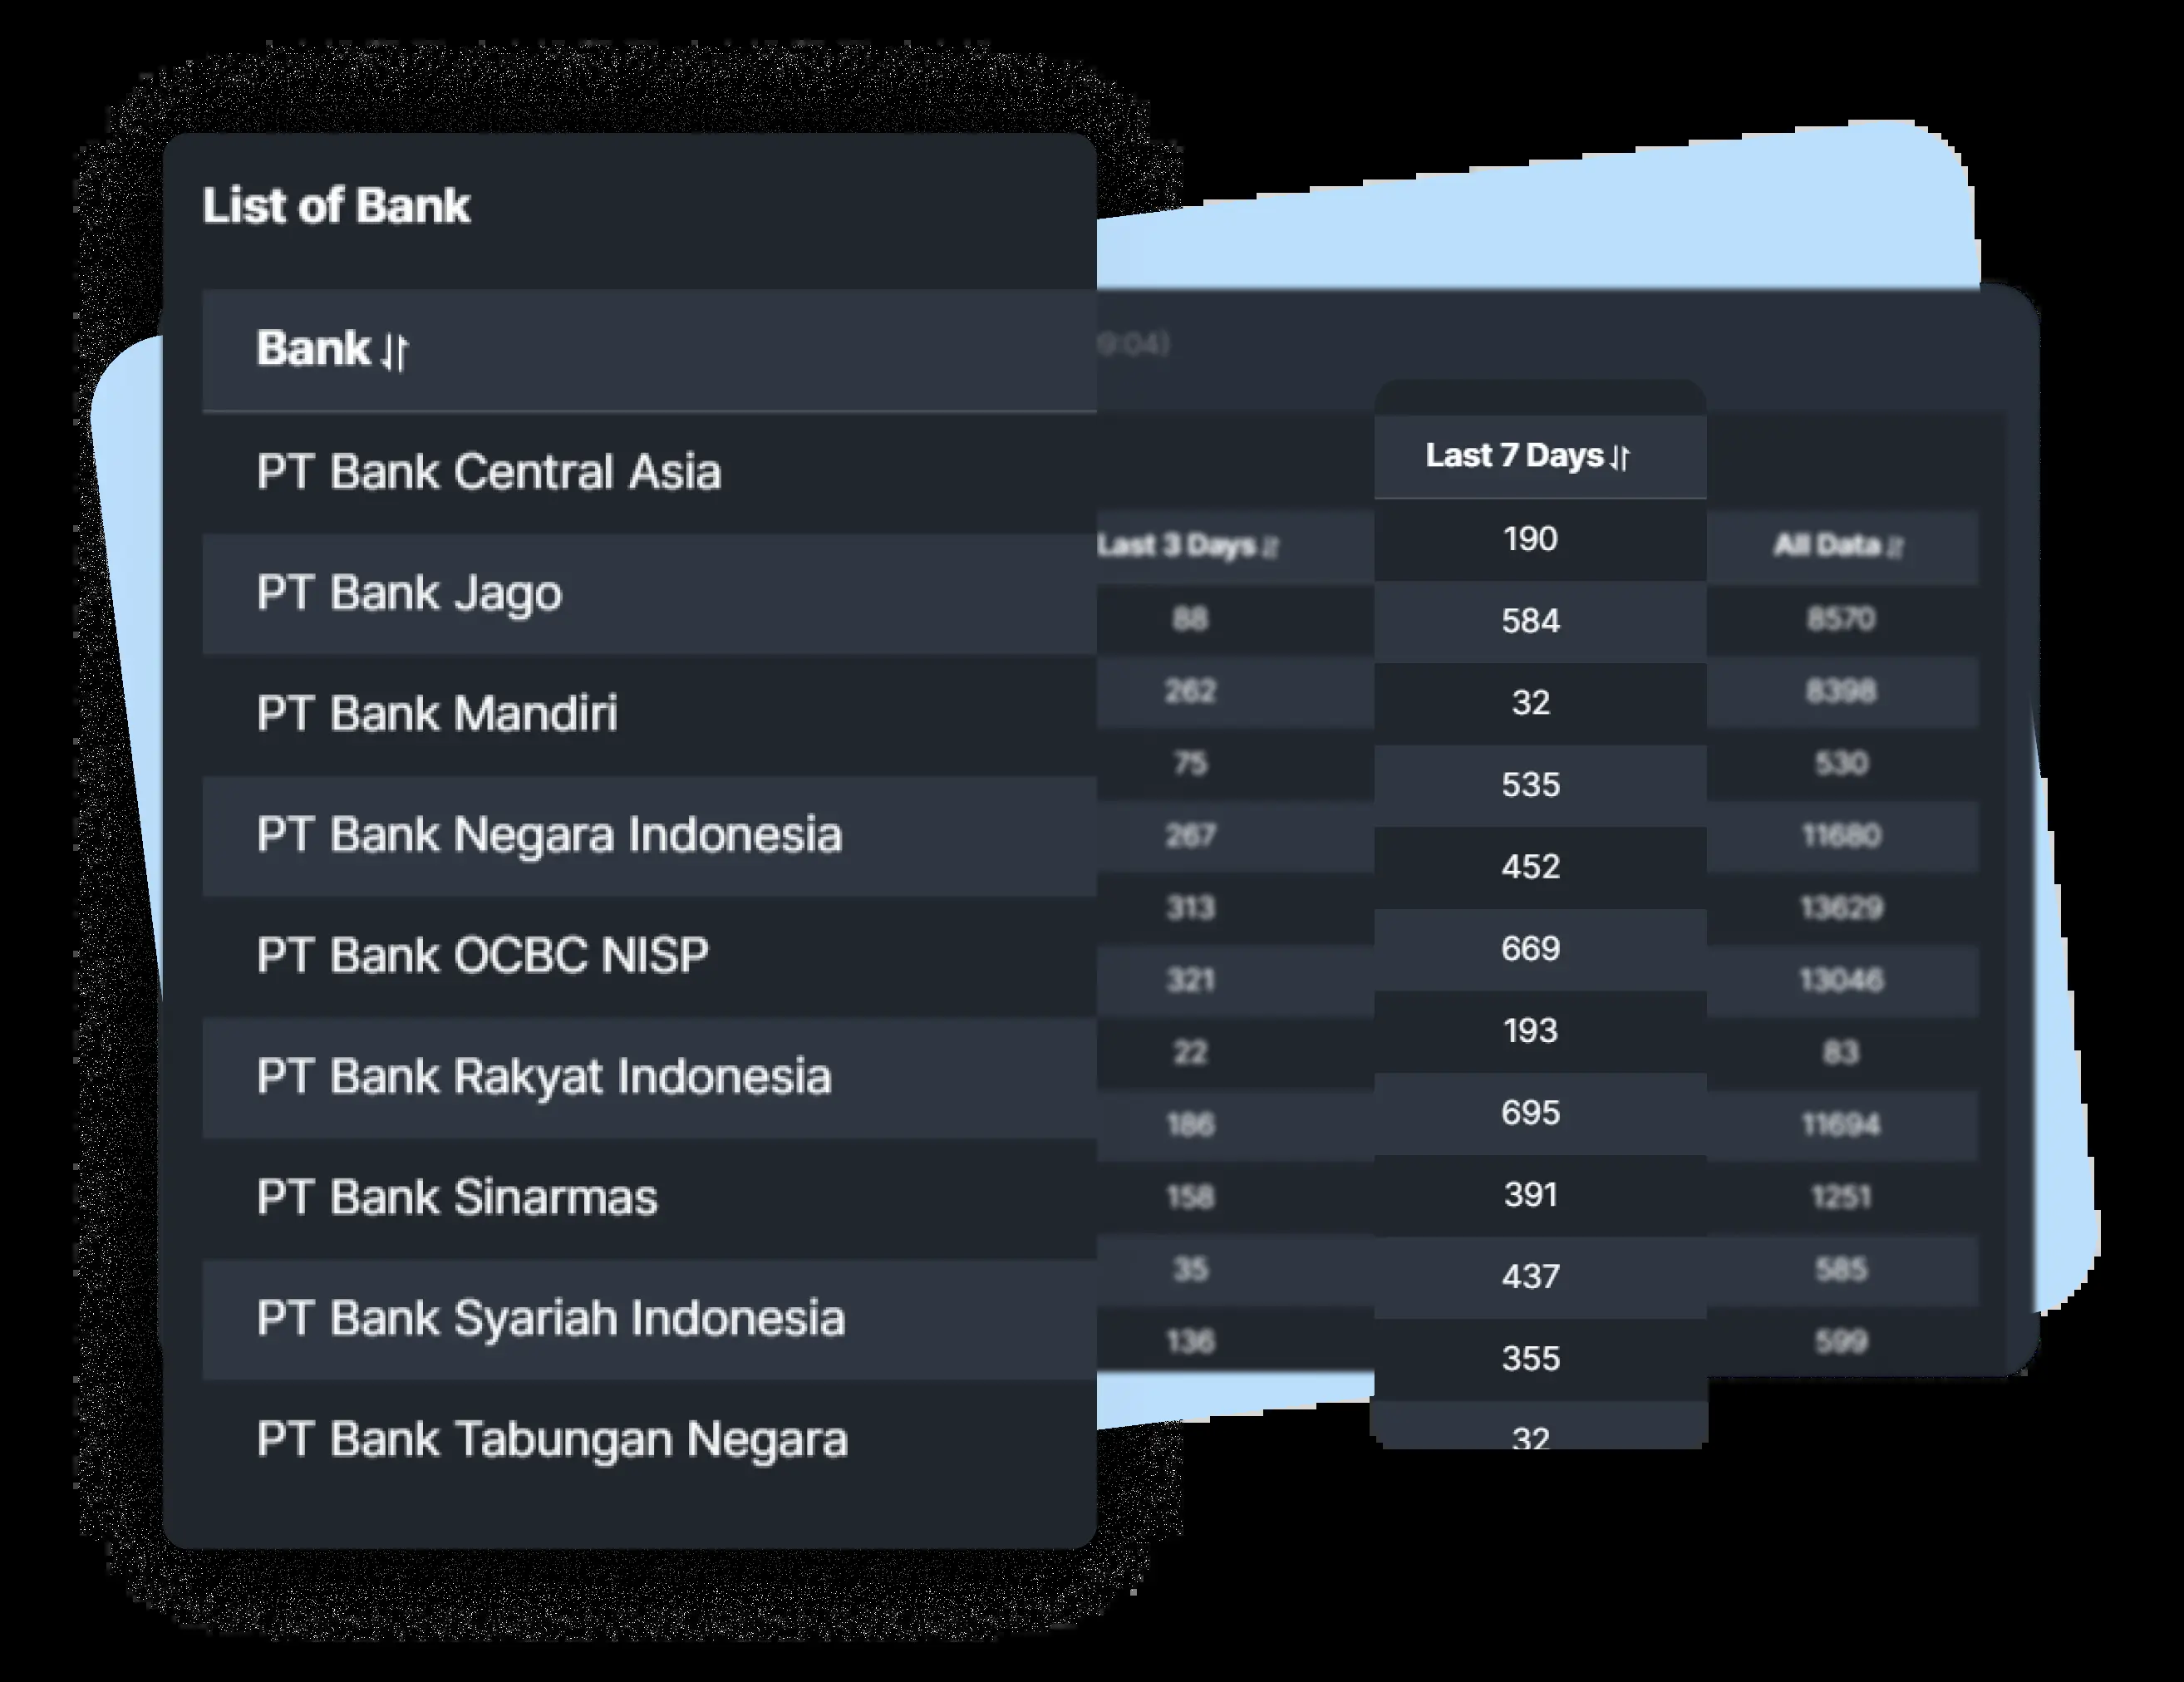 List of Bank
Bank
PT Bank Central Asia
PT Bank Jago
PT Bank Mandiri
PT Bank Negara Indonesia
PT Bank OCBC NISP
PT Bank Rakyat Indonesia
PT Bank Sinarmas
PT Bank Syariah Indonesia
PT Bank Tabungan Negara
9:04)
Last 3 Days
88
262
75
267
313
321
22
186
158
35
136
Last 7 Days
190
584
32
535
452
669
193
695
391
437
355
32
All Data
8570
8398
530
11680
13629
13046
83
11694
1251
585
599